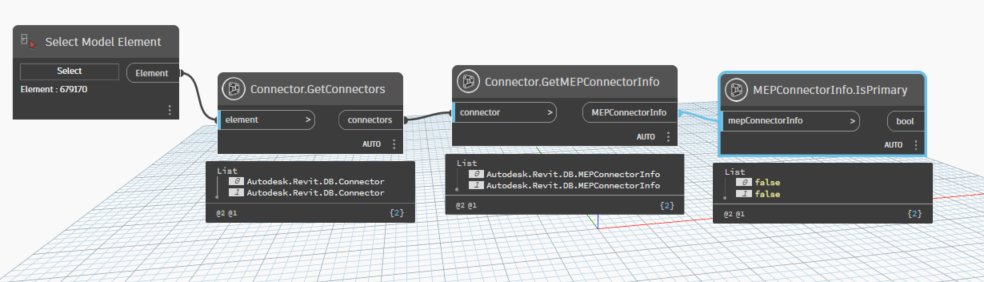 Select Model Element
Select
Element
Element : 679170
Connector.GetConnectors
element >
connectors
AUTO
List
0 Autodesk.Revit.DB.Connector
1 Autodesk.Revit.DB.Connector
@2 @1 {2}
Connector.GetMEPConnectorInfo
connector >
MEPConnectorInfo
AUTO
List
0 Autodesk.Revit.DB.MEPConnectorInfo
1 Autodesk.Revit.DB.MEPConnectorInfo
@2 @1 {2}
MEPConnectorInfo.IsPrimary
mepConnectorInfo >
bool
AUTO
List
0 false
1 false
@2 @1 {2}